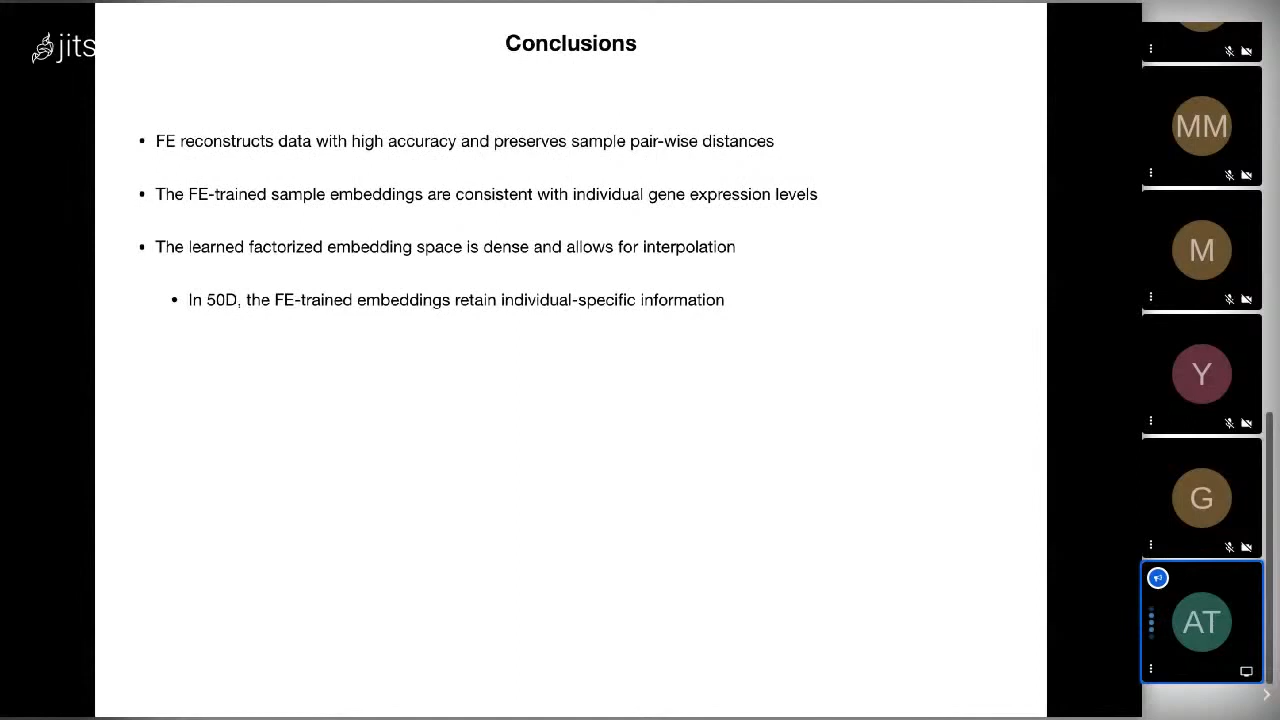 jits
Conclusions
• FE reconstructs data with high accuracy and preserves sample pair-wise distances
• The FE-trained sample embeddings are consistent with individual gene expression levels
• The learned factorized embedding space is dense and allows for interpolation
• In 50D, the FE-trained embeddings retain individual-specific information
MM
M
Y
G
AT